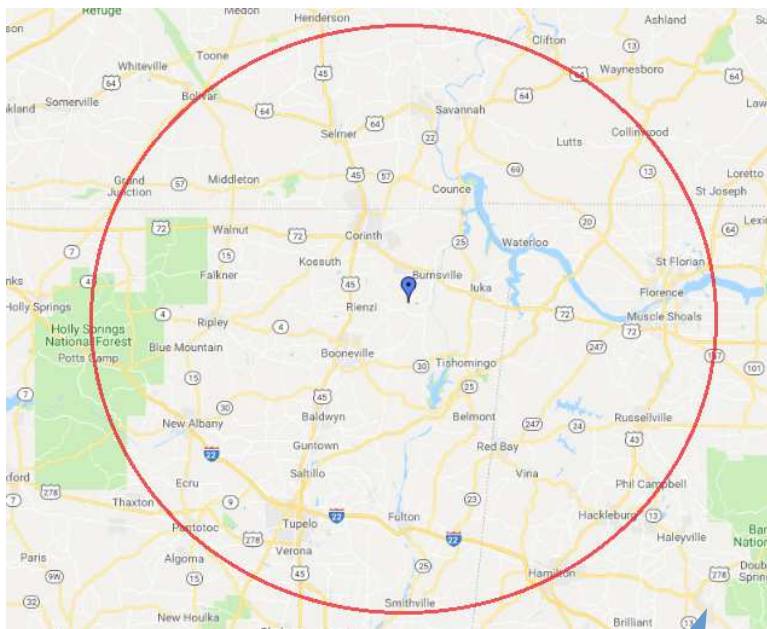 Refuge
Medon
Henderson
Ashland
Toone
45
Clifton
13
Whiteville
64
Waynesboro
64
64
Bolivar
64
Somerville
64
Savannah
64
Collinwood
Selmer
64
22
Lutts
Grand
Junction
57
Middleton
45
57
69
13
Loretto
Counce
St Joseph
72
Walnut
72
Corinth
20
64
7
15
25
Waterloo
Kossuth
St Florian
Falkner
45
Burnsville
Iuka
Florence
Holly Springs
Rienzi
4
Ripley
4
72
Muscle Shoals
Holly Springs
National Forest
72
Potts Camp
Blue Mountain
Booneville
247
30
Tishomingo
101
15
25
7
30
45
Baldwyn
Belmont
Russellville
New Albany
247
24
43
Guntown
Red Bay
22
Saltillo
Vina
Ecru
Phil Campbell
278
23
7
Thaxton
9
22
Hackleburg
13
Pontotoc
Tupelo
Fulton
278
22
Haleyville
Paris
Verona
Algoma
9W
15
45
25
Hamilton
278
32
Smithville
New Houlka
Brilliant
13